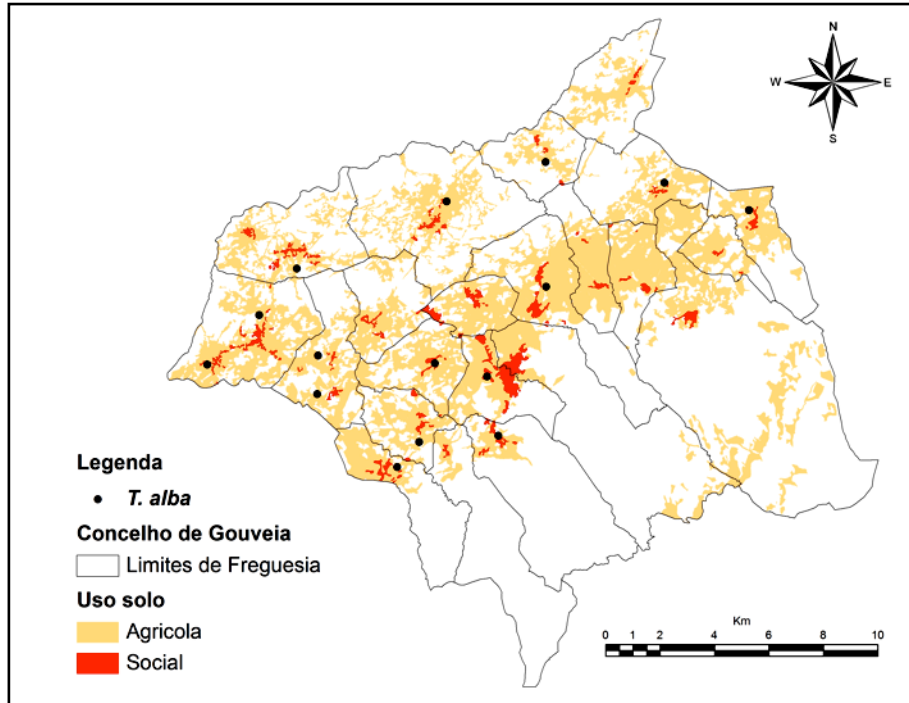 N
W E
S
Legenda
T. alba
Concelho de Gouveia
Limites de Freguesia
Uso solo
Agricola
Social
Km
0 1 2 4 6 8 10